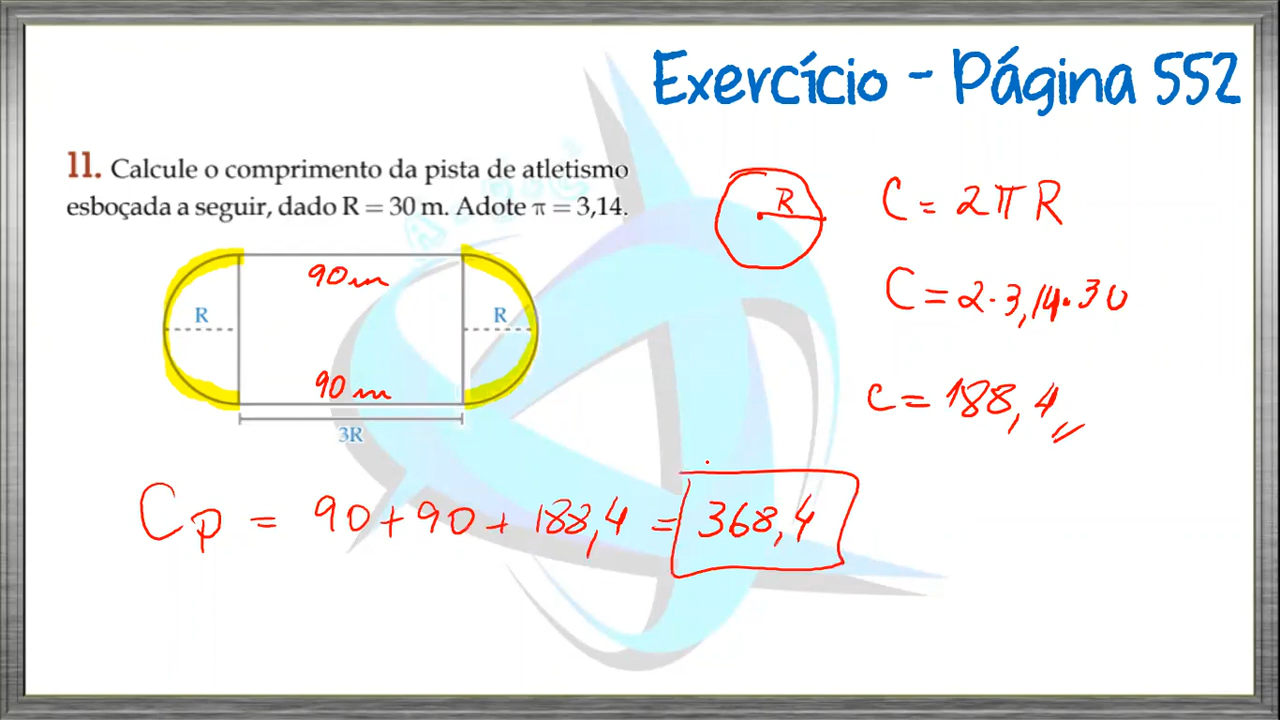 Exercício - Página 552
11. Calcule o comprimento da pista de atletismo
esboçada a seguir, dado R = 30 m. Adote π = 3,14.
R
C = 2πR
90 m
R
R
C = 2·3,14·30
90 m
3R
C = 188,4
Cp = 90+90+188,4 = 368,4